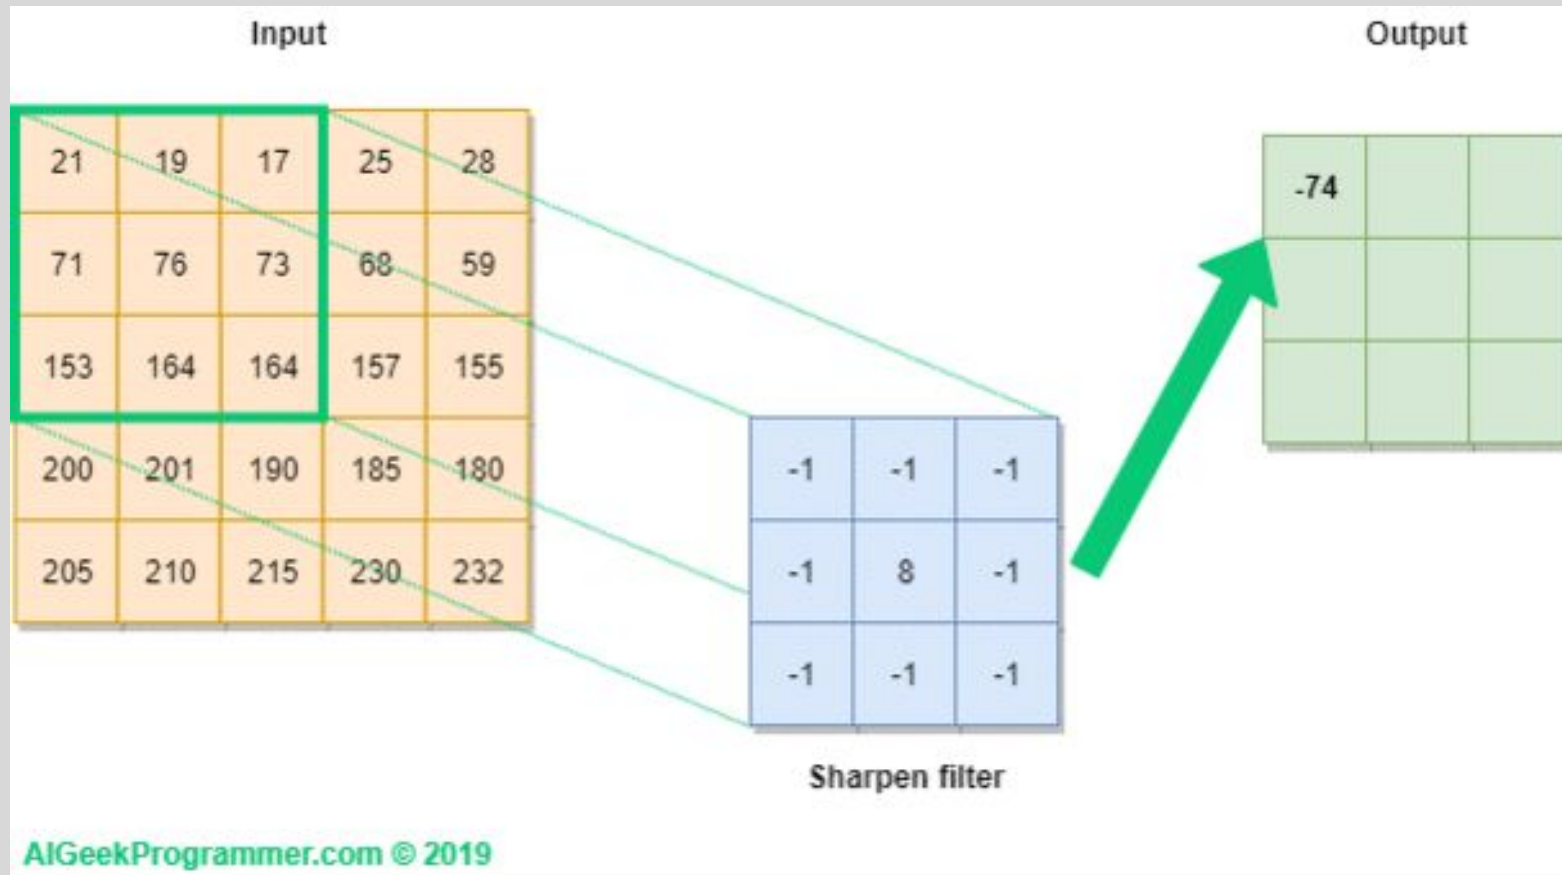 Input
Output
21 19 17 25 28
71 76 73 68 59
153 164 164 157 155
200 201 190 185 180
205 210 215 230 232
-74
-1 -1 -1
-1 8 -1
-1 -1 -1
Sharpen filter
AIGeekProgrammer.com © 2019